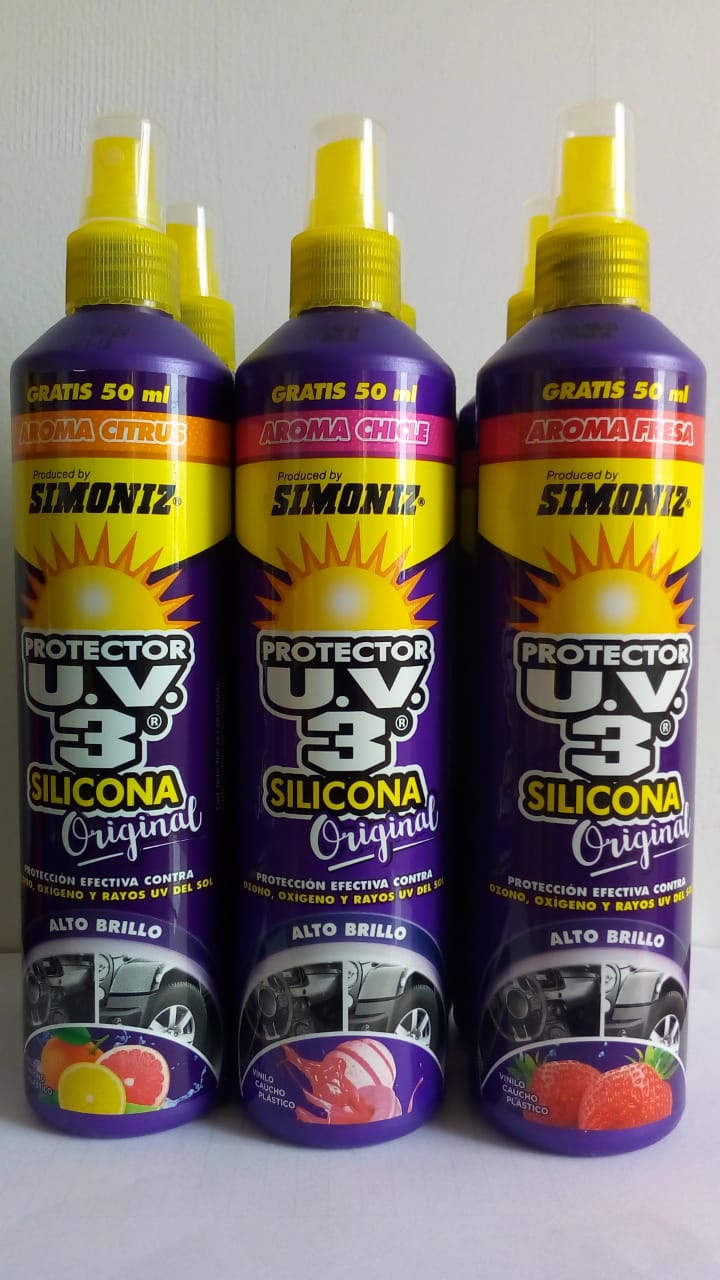 GRATIS 50 ml
AROMA CITRUS
Produced by
SIMONIZ®
PROTECTOR
U.V.
3®
SILICONA
Original
PROTECCIÓN EFECTIVA CONTRA
OXÍGENO Y RAYOS UV DEL SOL
ALTO BRILLO
GRATIS 50 ml
AROMA CHICLE
Produced by
SIMONIZ®
PROTECTOR
U.V.
3®
SILICONA
Original
PROTECCIÓN EFECTIVA CONTRA
OZONO, OXÍGENO Y RAYOS UV DEL SOL
ALTO BRILLO
VINILO
CAUCHO
PLÁSTICO
GRATIS 50 ml
AROMA FRESA
Produced by
SIMONIZ®
PROTECTOR
U.V.
3®
SILICONA
Original
PROTECCIÓN EFECTIVA CONTRA
OZONO, OXÍGENO Y RAYOS UV DEL SOL
ALTO BRILLO
VINILO
CAUCHO
PLÁSTICO